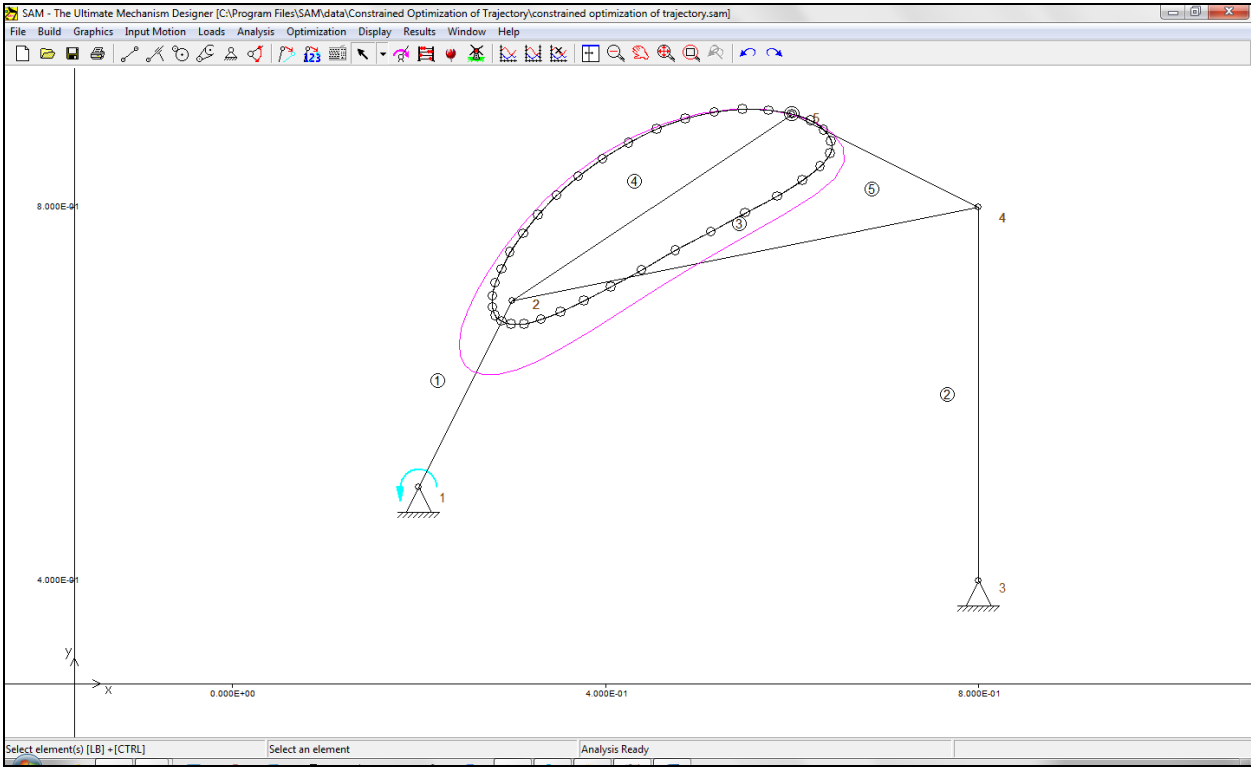 SAM - The Ultimate Mechanism Designer [C:\Program Files\SAM\data\Constrained Optimization of Trajectory\constrained optimization of trajectory.sam]
File Build Graphics Input Motion Loads Analysis Optimization Display Results Window Help
123
5
4
5
8.000E-01
4
3
2
1
2
1
4.000E-01
3
y
x
0.000E+00 4.000E-01 8.000E-01
Select element(s) [LB] +[CTRL] Select an element Analysis Ready